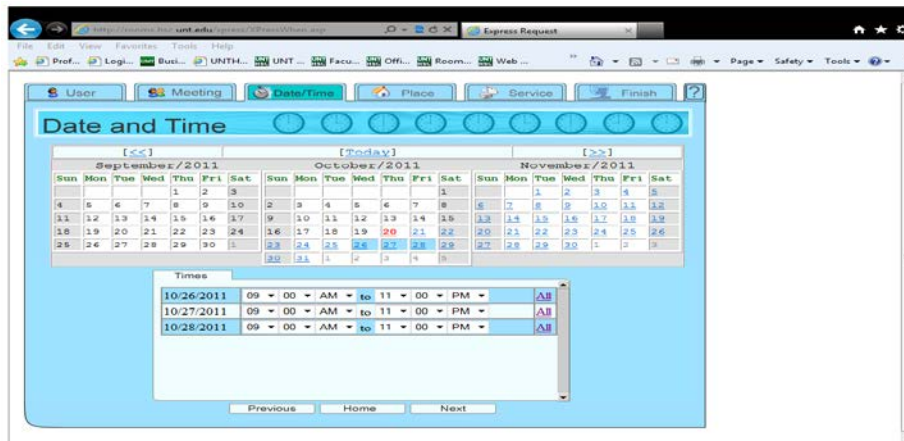 Express Request
File Edit View Favorites Tools Help
Prof... Logi... Busi... UNTH... UNT ... Facu... Offi... Room... Web ... Page Safety Tools
User Meeting Date/Time Place Service Finish ?
Date and Time
[<<] [Today] [>>]
September/2011 October/2011 November/2011
Sun Mon Tue Wed Thu Fri Sat Sun Mon Tue Wed Thu Fri Sat Sun Mon Tue Wed Thu Fri Sat
1 2 3 1 1 2 3 4 5
4 5 6 7 8 9 10 2 3 4 5 6 7 8 6 7 8 9 10 11 12
11 12 13 14 15 16 17 9 10 11 12 13 14 15 13 14 15 16 17 18 19
18 19 20 21 22 23 24 16 17 18 19 20 21 22 20 21 22 23 24 25 26
25 26 27 28 29 30 1 23 24 25 26 27 28 29 27 28 29 30 1 2 3
30 31 1 2 3 4 5
Times
10/26/2011 09 00 AM to 11 00 PM All
10/27/2011 09 00 AM to 11 00 PM All
10/28/2011 09 00 AM to 11 00 PM All
Previous Home Next